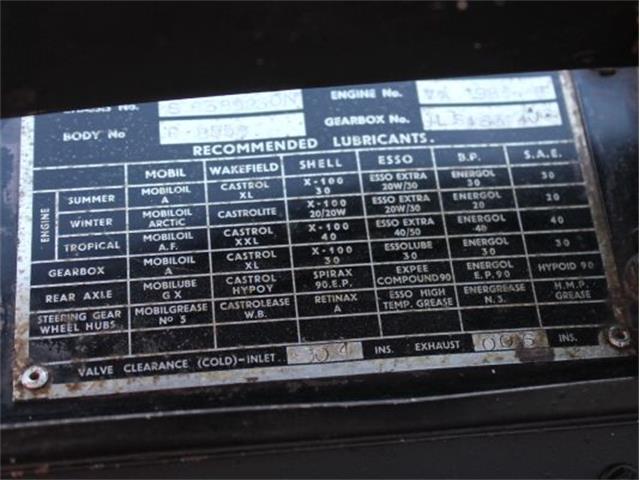 CHASSIS No. ENGINE No.
BODY No GEARBOX No.
RECOMMENDED LUBRICANTS.
MOBIL WAKEFIELD SHELL ESSO B.P. S.A.E.
ENGINE
SUMMER MOBILOIL A CASTROL XL X-100 30 ESSO EXTRA 20W/30 ENERGOL 30 30
WINTER MOBILOIL ARCTIC CASTROLITE X-100 20/20W ESSO EXTRA 20W/30 ENERGOL 20 20
TROPICAL MOBILOIL A.F. CASTROL XXL X-100 40 ESSO EXTRA 40/50 ENERGOL 40 40
GEARBOX MOBILOIL A CASTROL XL X-100 30 ESSOLUBE 30 ENERGOL 30 30
REAR AXLE MOBILUBE GX CASTROL HYPOY SPIRAX 90.E.P. EXPEE COMPOUND90 ENERGOL E.P.90 HYPOID 90
STEERING GEAR WHEEL HUBS MOBILGREASE Nº 5 CASTROLEASE W.B. RETINAX A ESSO HIGH TEMP. GREASE ENERGREASE N.3. H.M.P. GREASE
VALVE CLEARANCE (COLD)-INLET. INS. EXHAUST INS.